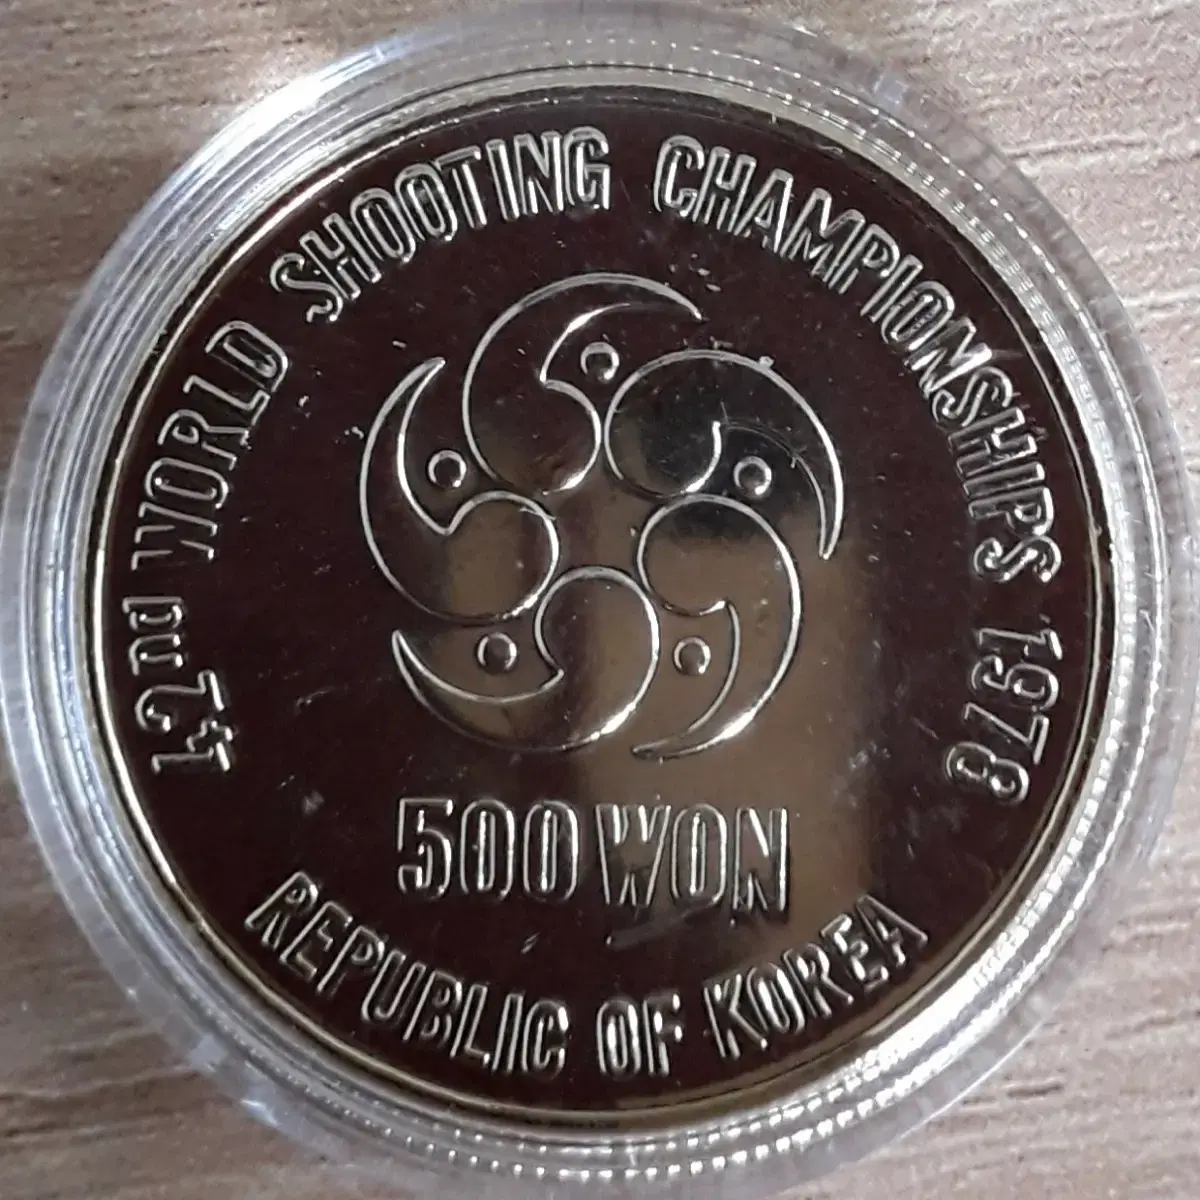 42nd WORLD SHOOTING CHAMPIONSHIPS 1978
500 WON
REPUBLIC OF KOREA